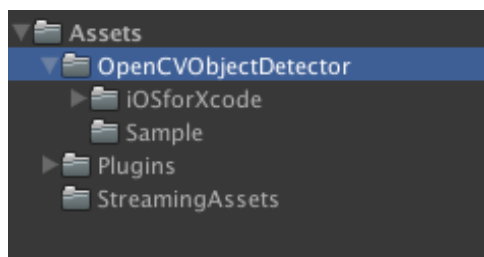 Assets
OpenCVObjectDetector
iOSforXcode
Sample
Plugins
StreamingAssets